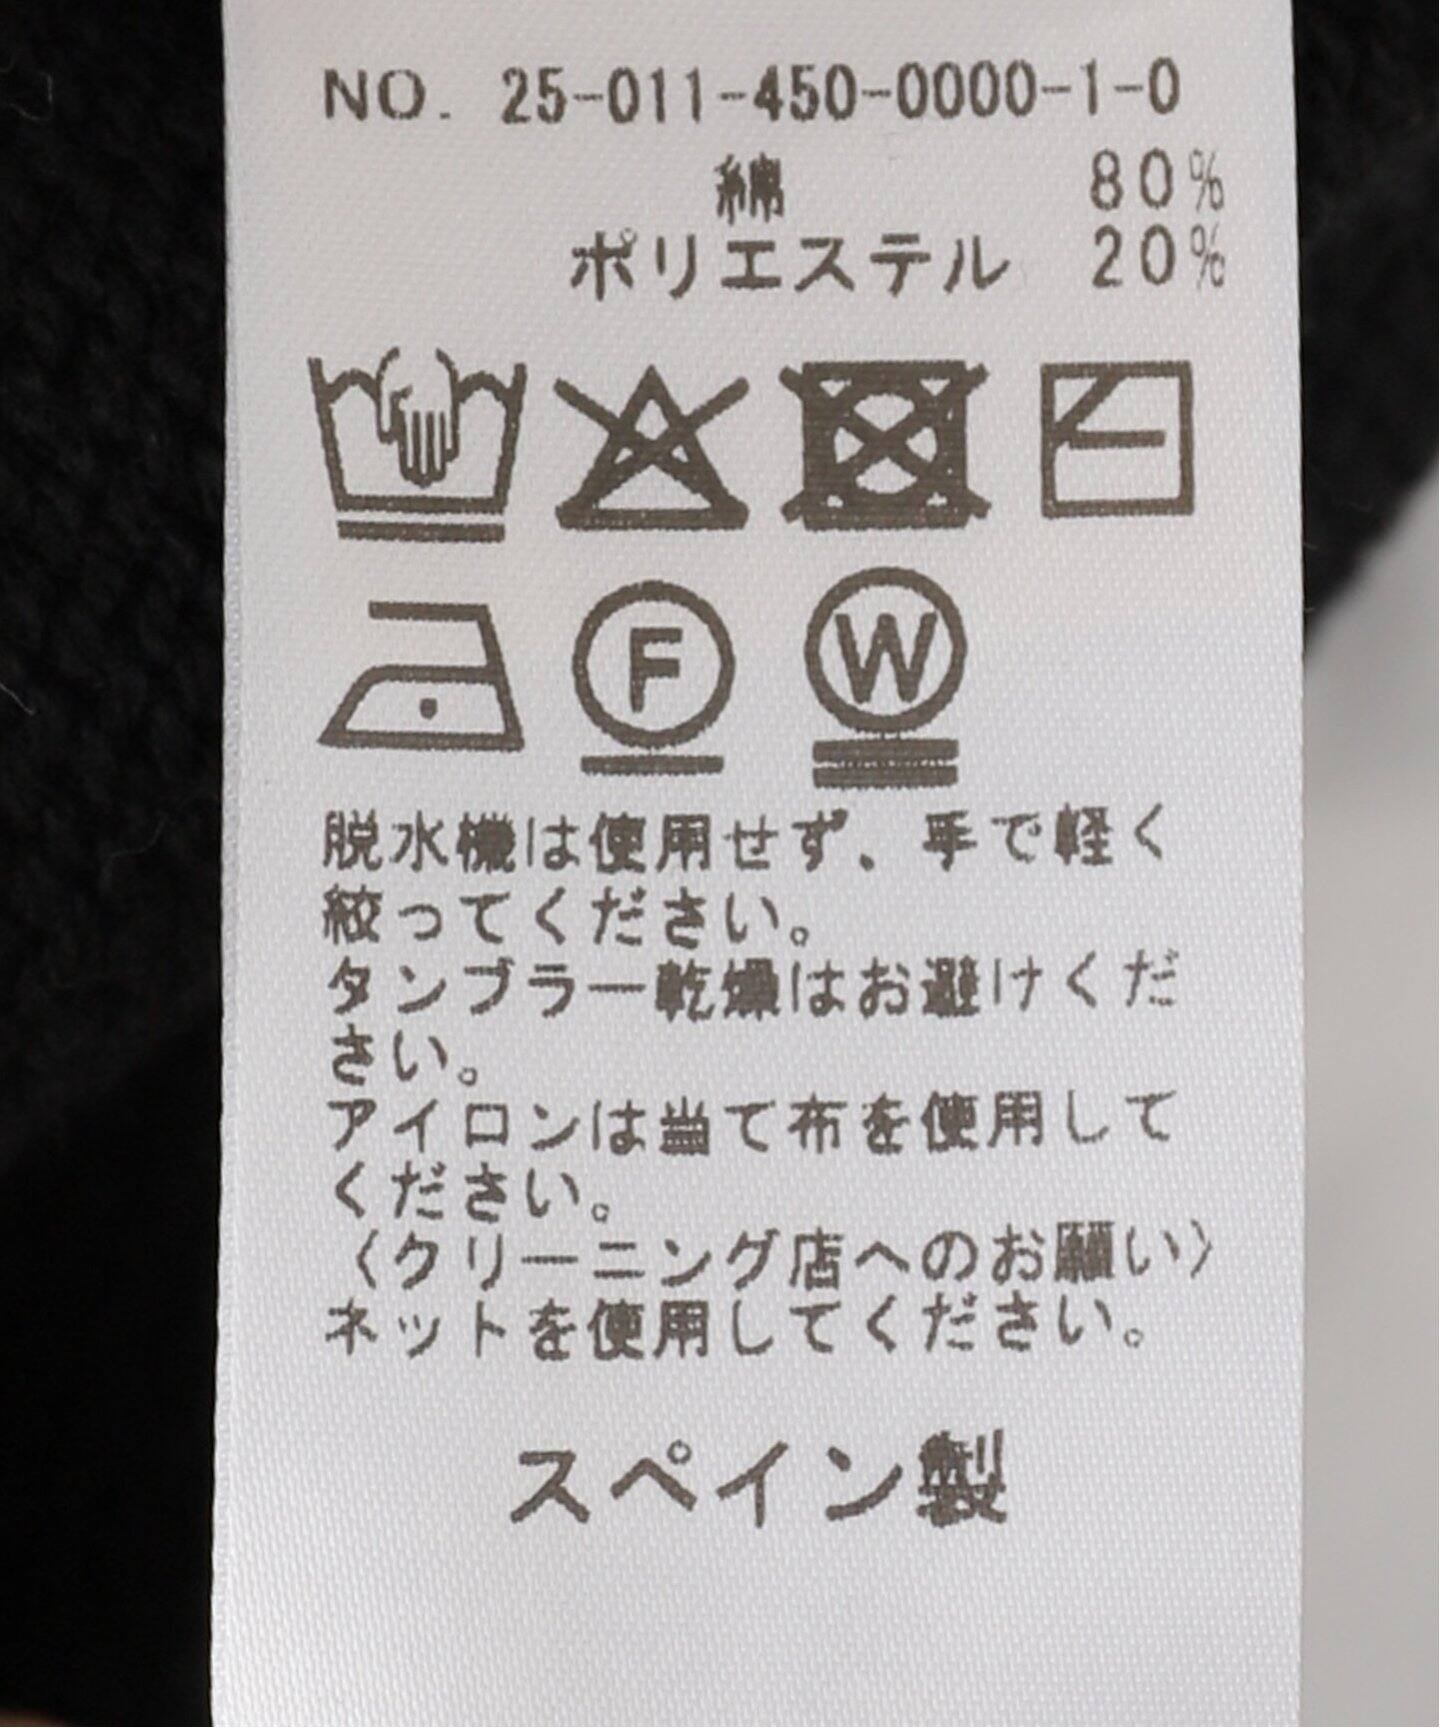 NO. 25-011-450-0000-1-0
綿 80%
ポリエステル 20%
F W
脱水機は使用せず、手で軽く
絞ってください。
タンブラー乾燥はお避けくだ
さい。
アイロンは当て布を使用して
ください。
〈クリーニング店へのお願い〉
ネットを使用してください。
スペイン製